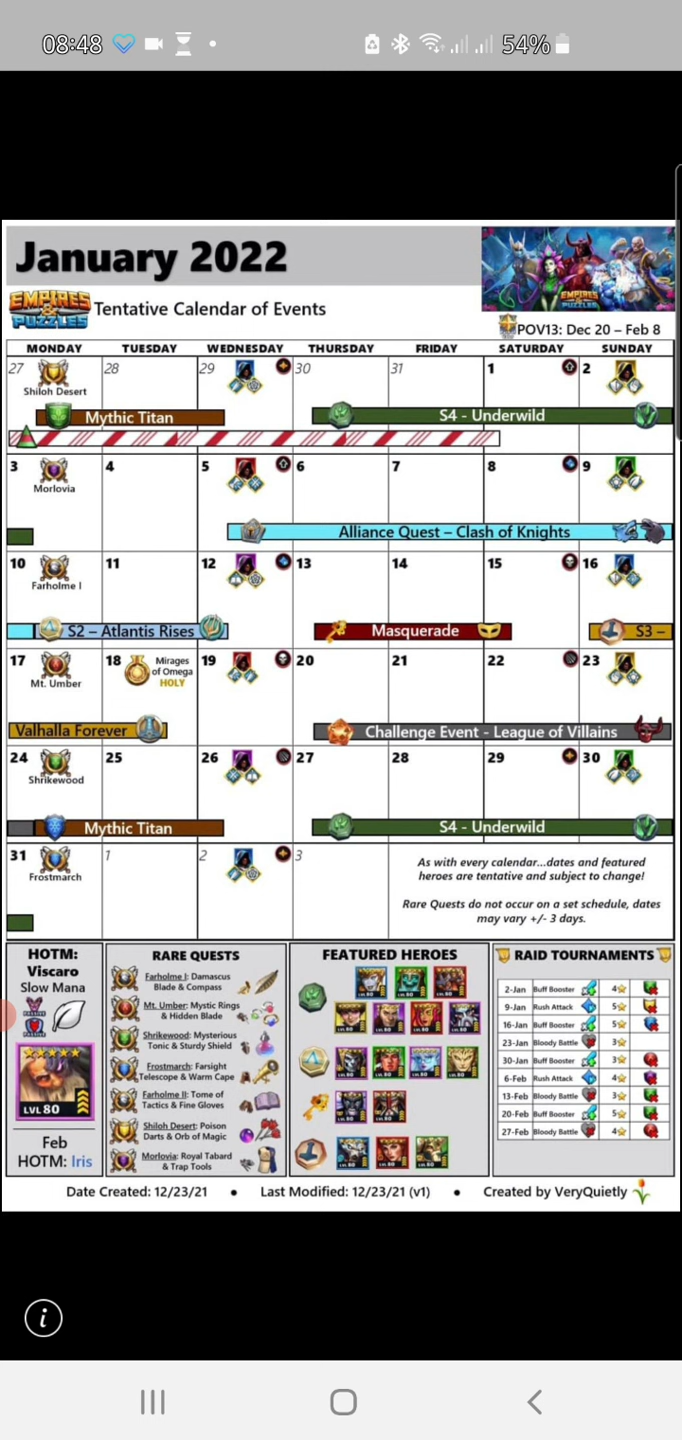 08:48
54%
January 2022
EMPIRES & PUZZLES
EMPIRES & PUZZLES
Tentative Calendar of Events
POV13: Dec 20 – Feb 8
MONDAY TUESDAY WEDNESDAY THURSDAY FRIDAY SATURDAY SUNDAY
27 28 29 30 31 1 2
Shiloh Desert
Mythic Titan
S4 - Underwild
3 4 5 6 7 8 9
Morlovia
Alliance Quest – Clash of Knights
10 11 12 13 14 15 16
Farholme I
S2 – Atlantis Rises
Masquerade
S3 –
17 18 Mirages of Omega HOLY 19 20 21 22 23
Mt. Umber
Valhalla Forever
Challenge Event - League of Villains
24 25 26 27 28 29 30
Shrikewood
Mythic Titan
S4 - Underwild
31 1 2 3
Frostmarch
As with every calendar...dates and featured
heroes are tentative and subject to change!
Rare Quests do not occur on a set schedule, dates
may vary +/- 3 days.
HOTM:
Viscaro
Slow Mana
LVL 80
Feb
HOTM: Iris
RARE QUESTS
Farholme I: Damascus
Blade & Compass
Mt. Umber: Mystic Rings
& Hidden Blade
Shrikewood: Mysterious
Tonic & Sturdy Shield
Frostmarch: Farsight
Telescope & Warm Cape
Farholme II: Tome of
Tactics & Fine Gloves
Shiloh Desert: Poison
Darts & Orb of Magic
Morlovia: Royal Tabard
& Trap Tools
FEATURED HEROES
RAID TOURNAMENTS
2-Jan Buff Booster 4
9-Jan Rush Attack 5
16-Jan Buff Booster 5
23-Jan Bloody Battle 3
30-Jan Buff Booster 3
6-Feb Rush Attack 4
13-Feb Bloody Battle 3
20-Feb Buff Booster 5
27-Feb Bloody Battle 4
Date Created: 12/23/21 • Last Modified: 12/23/21 (v1) • Created by VeryQuietly